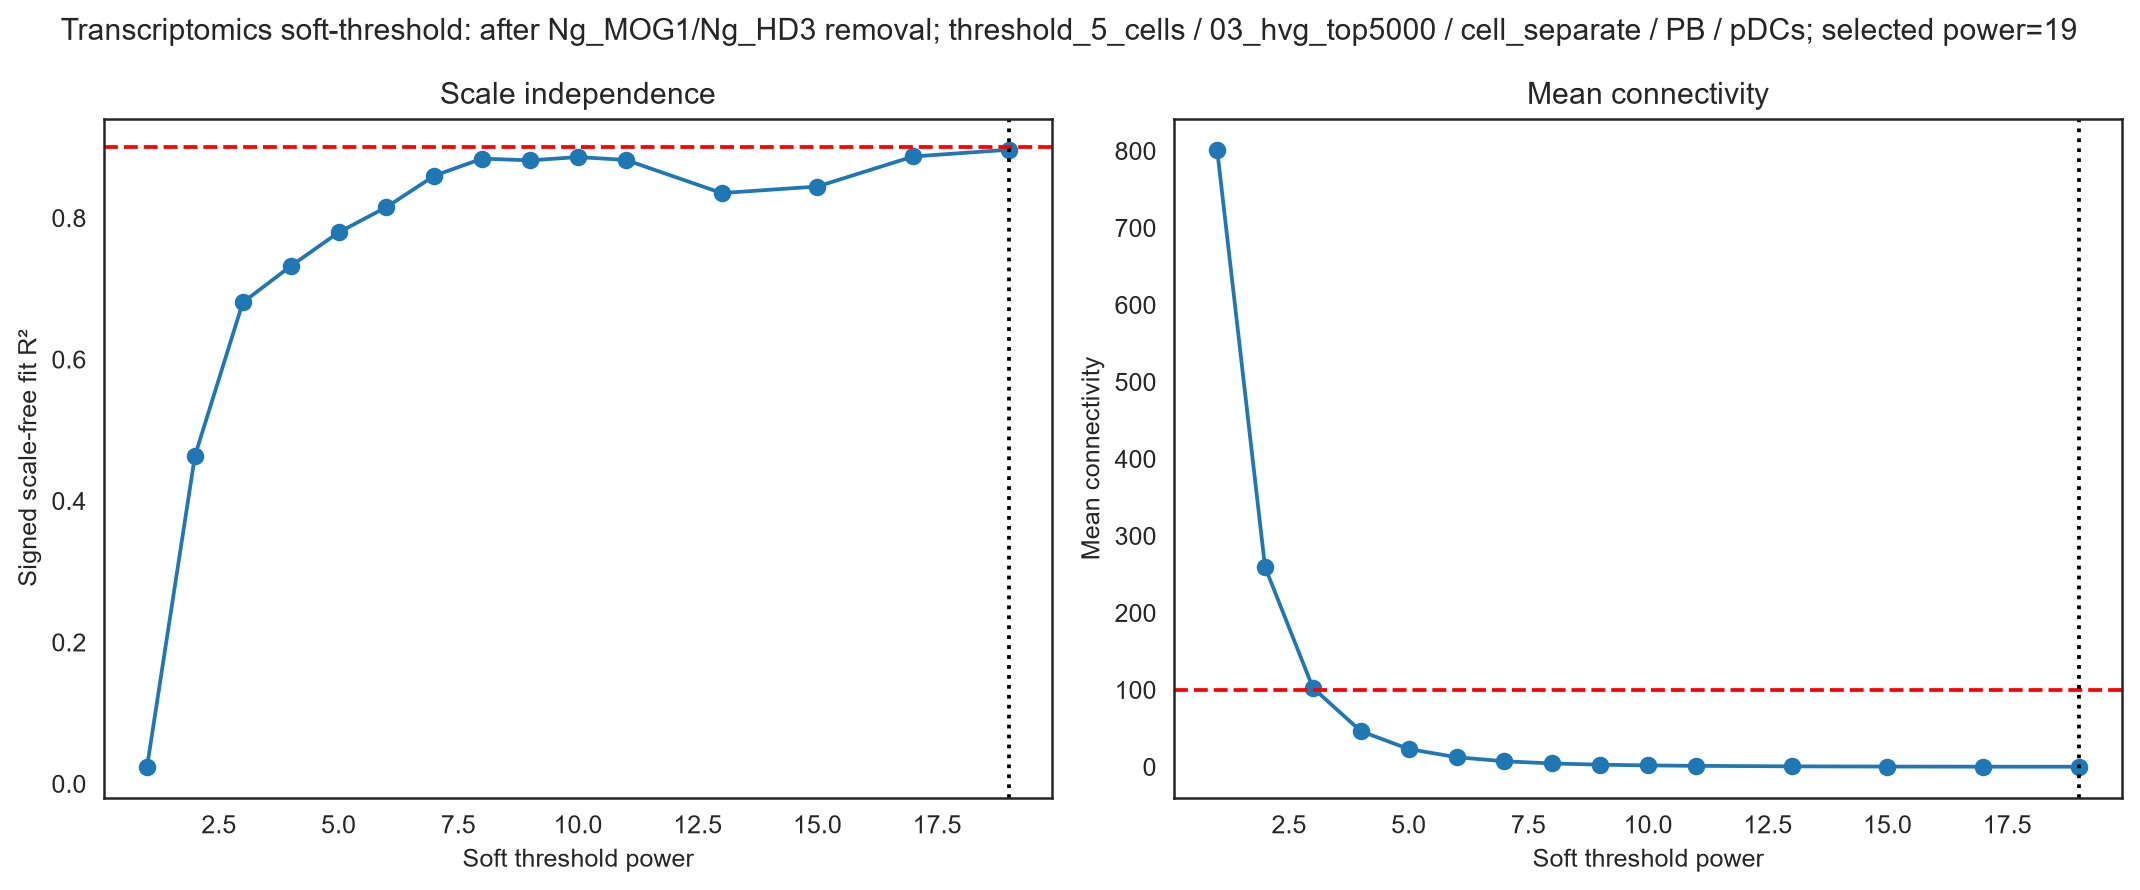 Transcriptomics soft-threshold: after Ng_MOG1/Ng_HD3 removal; threshold_5_cells / 03_hvg_top5000 / cell_separate / PB / pDCs; selected power=19
Scale independence
Signed scale-free fit R²
0.8
0.6
0.4
0.2
0.0
2.5 5.0 7.5 10.0 12.5 15.0 17.5
Soft threshold power
Mean connectivity
Mean connectivity
800
700
600
500
400
300
200
100
0
2.5 5.0 7.5 10.0 12.5 15.0 17.5
Soft threshold power